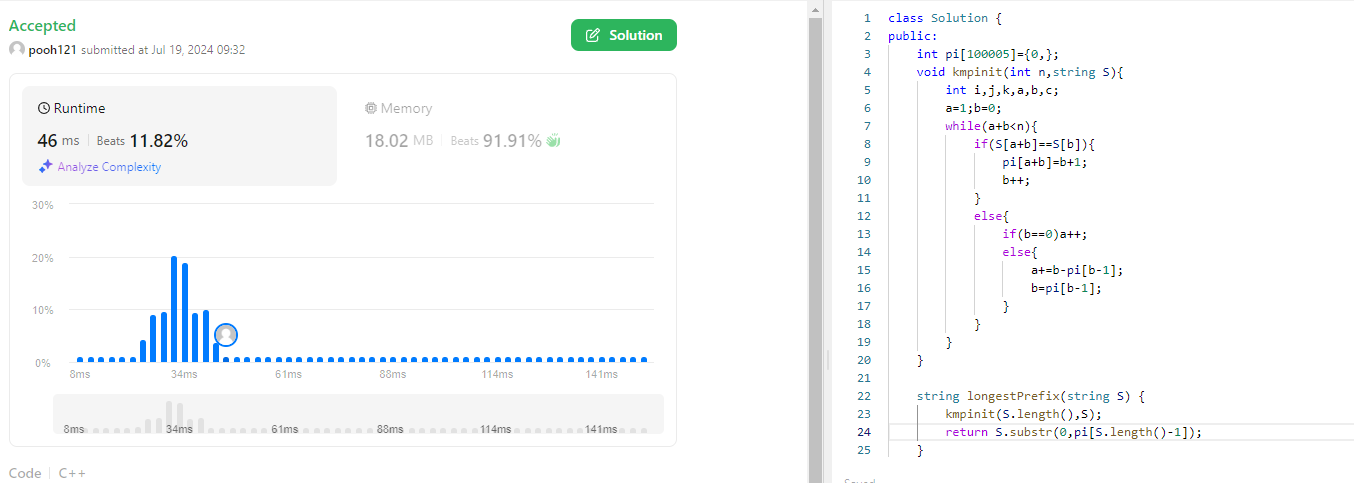 Accepted
pooh121 submitted at Jul 19, 2024 09:32
Solution
Runtime
46 ms | Beats 11.82%
Analyze Complexity
Memory
18.02 MB | Beats 91.91%
30%
20%
10%
0%
8ms 34ms 61ms 88ms 114ms 141ms
8ms 34ms 61ms 88ms 114ms 141ms
Code | C++
1 class Solution {
2 public:
3     int pi[100005]={0,};
4     void kmpinit(int n,string S){
5         int i,j,k,a,b,c;
6         a=1;b=0;
7         while(a+b<n){
8             if(S[a+b]==S[b]){
9                 pi[a+b]=b+1;
10                 b++;
11             }
12             else{
13                 if(b==0)a++;
14                 else{
15                     a+=b-pi[b-1];
16                     b=pi[b-1];
17                 }
18             }
19         }
20     }
21
22     string longestPrefix(string S) {
23         kmpinit(S.length(),S);
24         return S.substr(0,pi[S.length()-1]);
25     }